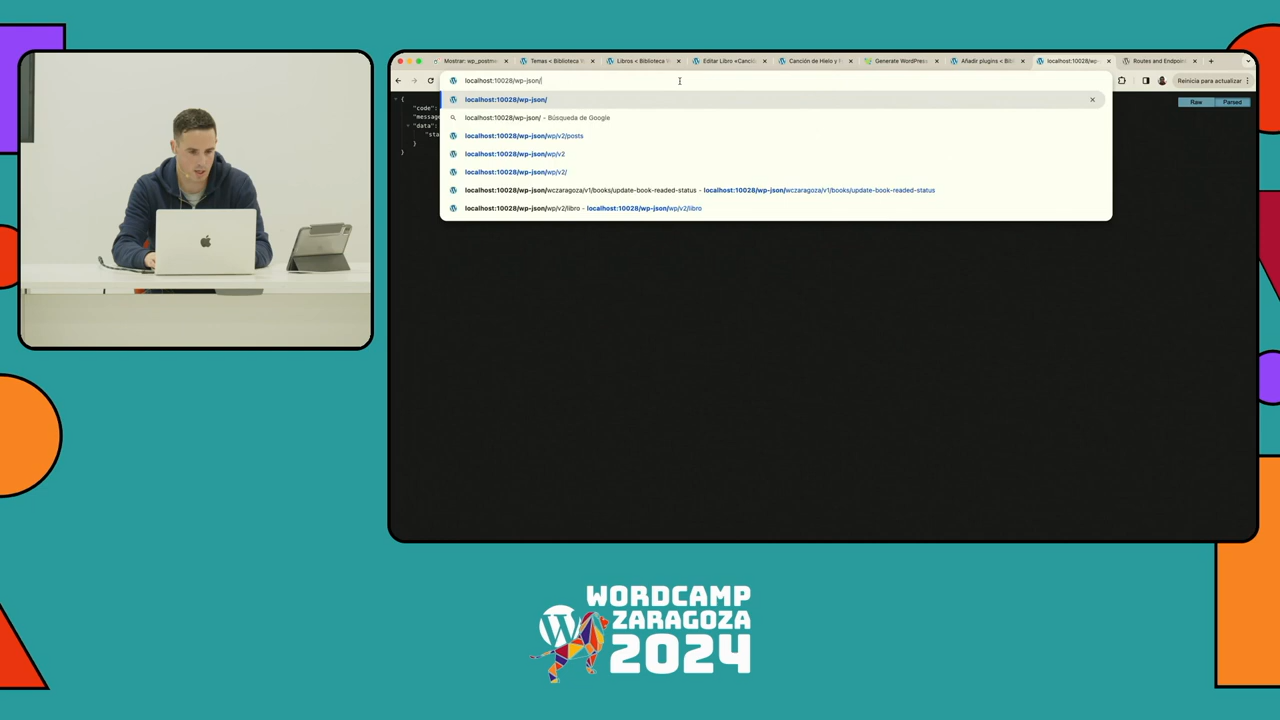 Mostrar: wp_postm
Temas < Biblioteca W
Libros < Biblioteca W
Editar Libro «Canció
Canción de Hielo y F
Generate WordPres
Añadir plugins < Bibl
localhost:10028/wp-
Routes and Endpoin
localhost:10028/wp-json/
Reinicia para actualizar
{
"code":
"message
"data":
"sta
}
}
Raw
Parsed
localhost:10028/wp-json/
localhost:10028/wp-json/ - Búsqueda de Google
localhost:10028/wp-json/wp/v2/posts
localhost:10028/wp-json/wp/v2
localhost:10028/wp-json/wp/v2/
localhost:10028/wp-json/wczaragoza/v1/books/update-book-readed-status - localhost:10028/wp-json/wczaragoza/v1/books/update-book-readed-status
localhost:10028/wp-json/wp/v2/libro - localhost:10028/wp-json/wp/v2/libro
WORDCAMP
ZARAGOZA
2024